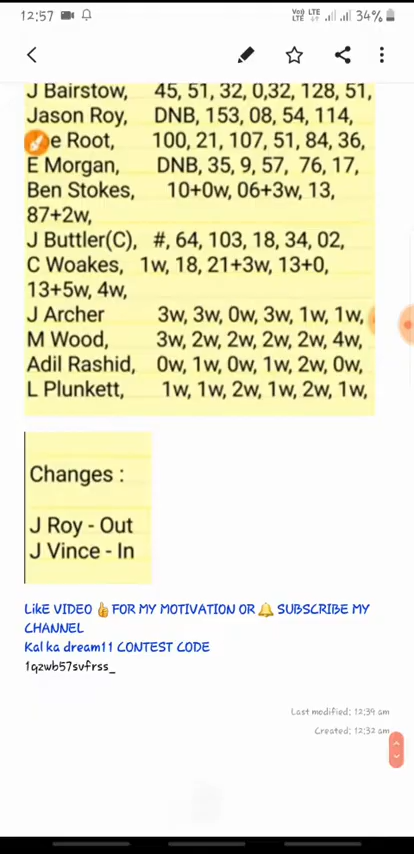 12:57 Vo) LTE LTE 34%
J Bairstow, 45, 51, 32, 0,32, 128, 51,
Jason Roy, DNB, 153, 08, 54, 114,
e Root, 100, 21, 107, 51, 84, 36,
E Morgan, DNB, 35, 9, 57, 76, 17,
Ben Stokes, 10+0w, 06+3w, 13,
87+2w,
J Buttler(C), #, 64, 103, 18, 34, 02,
C Woakes, 1w, 18, 21+3w, 13+0,
13+5w, 4w,
J Archer 3w, 3w, 0w, 3w, 1w, 1w,
M Wood, 3w, 2w, 2w, 2w, 2w, 4w,
Adil Rashid, 0w, 1w, 0w, 1w, 2w, 0w,
L Plunkett, 1w, 1w, 2w, 1w, 2w, 1w,
Changes :
J Roy - Out
J Vince - In
LikE VIDEO 👍FOR MY MOTIVATION OR 🔔 SUBSCRIBE MY
CHANNEL
Kal ka dream11 CONTEST CODE
1qzwb57svfrss_
Last modified: 12:39 am
Created: 12:32 am